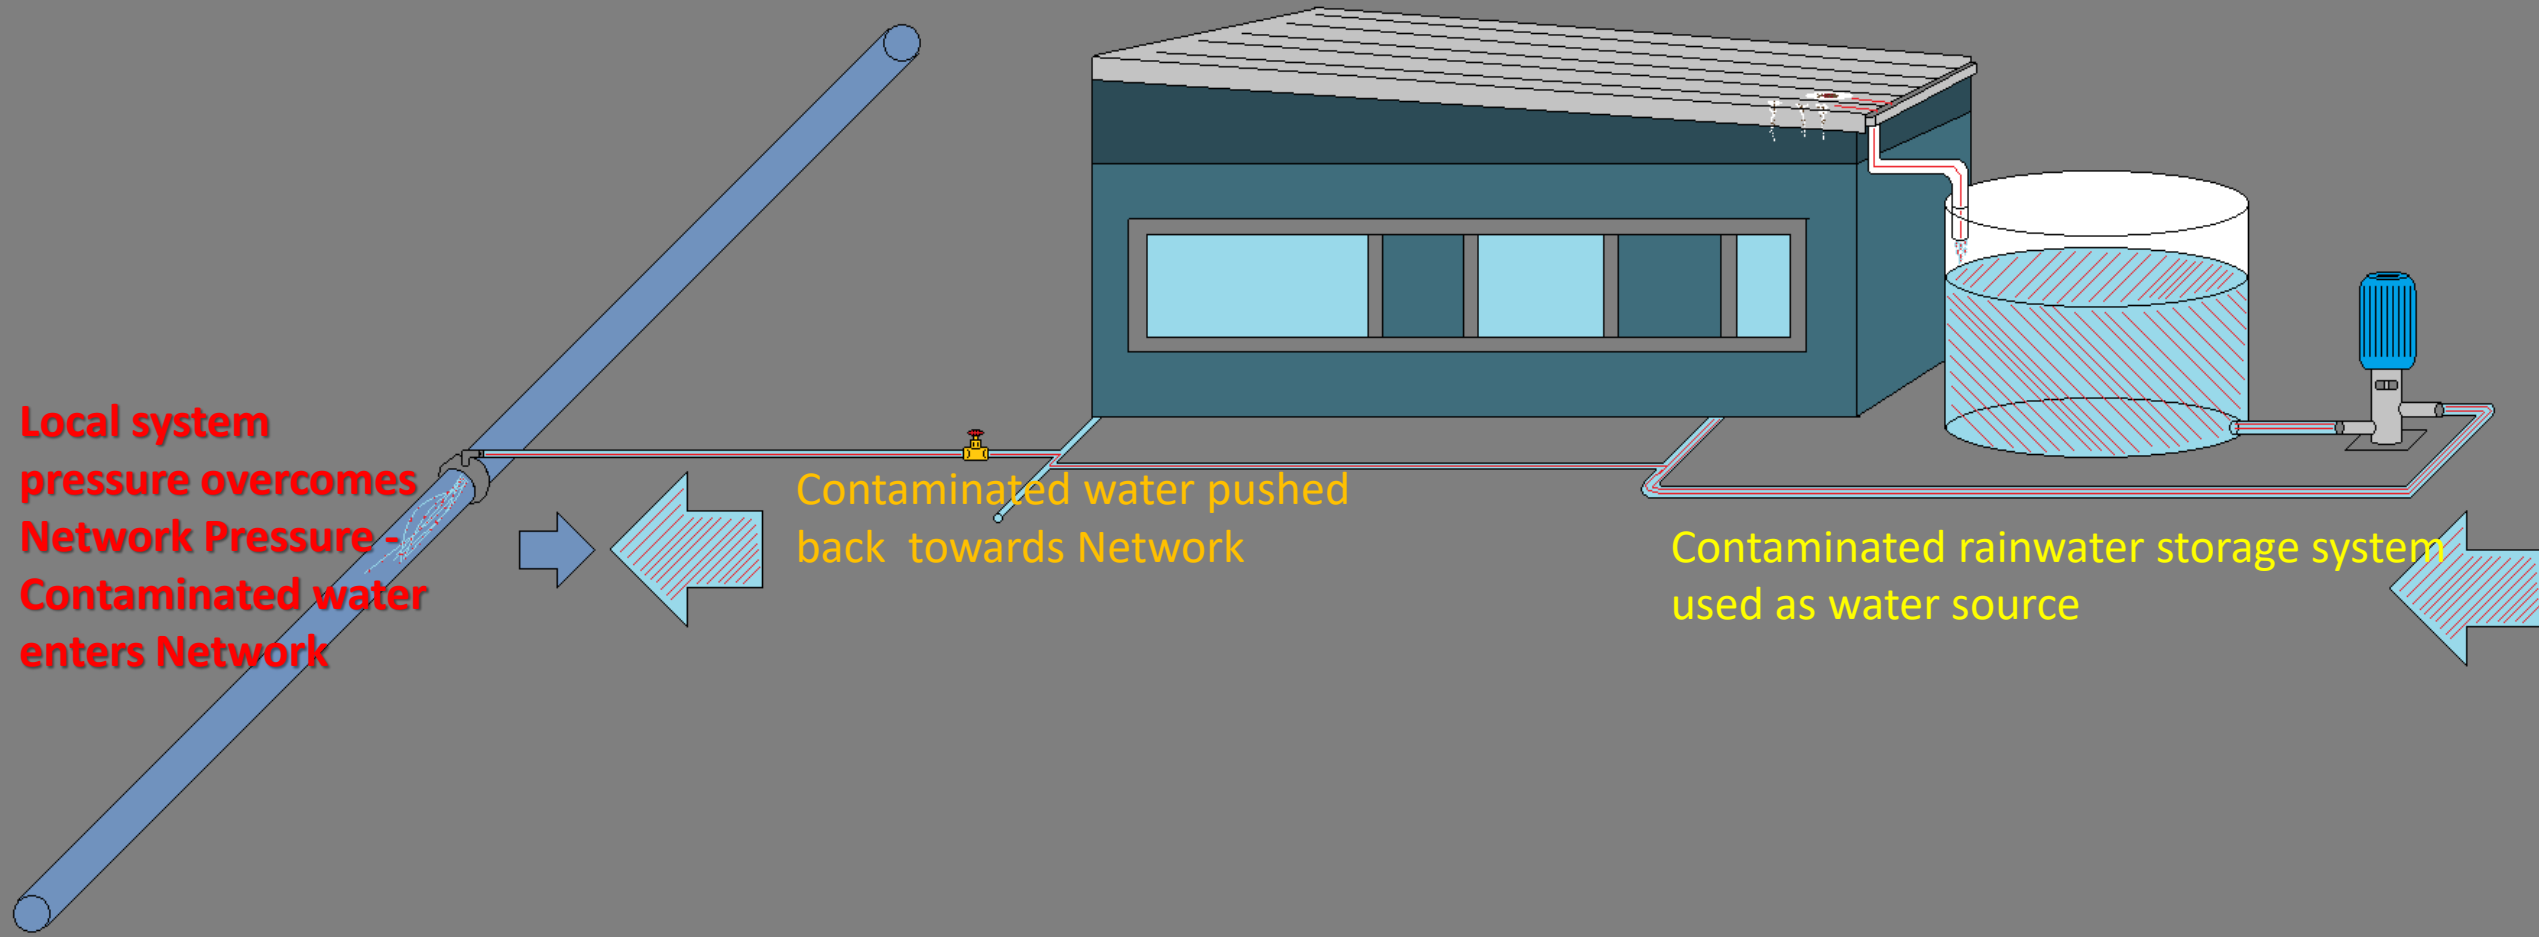 Local system
pressure overcomes
Network Pressure -
Contaminated water
enters Network
Contaminated water pushed
back  towards Network
Contaminated rainwater storage system
used as water source